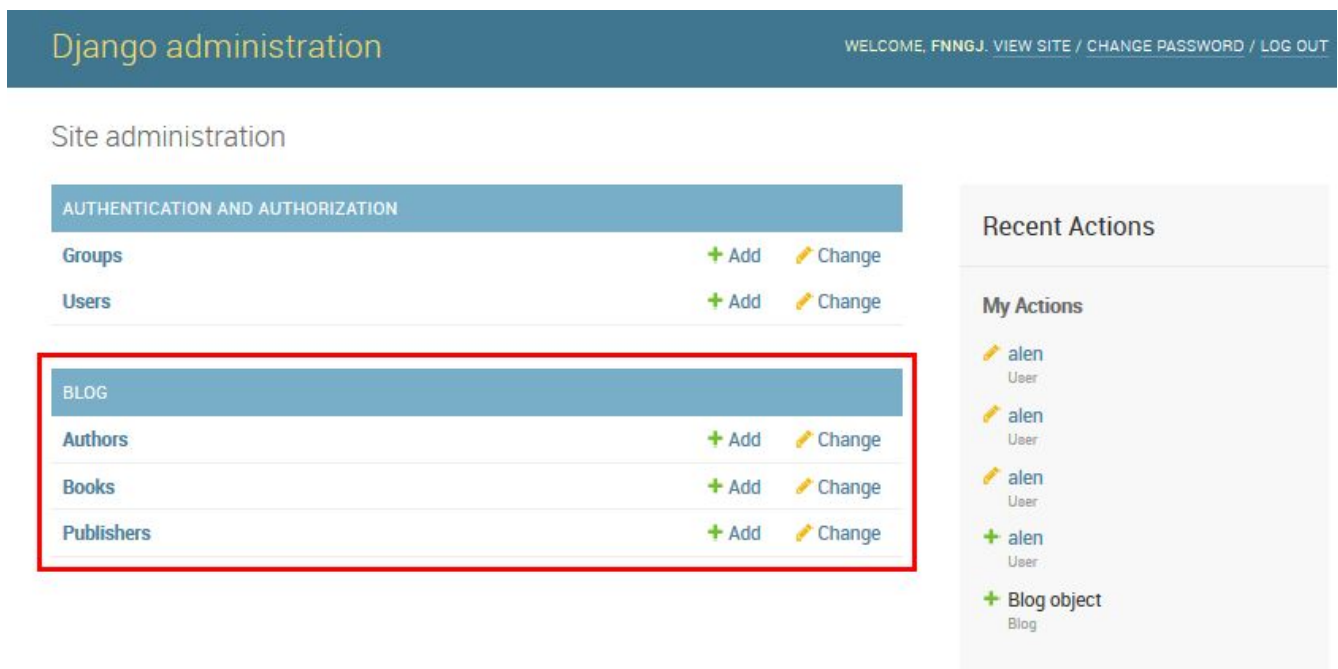 Django administration
WELCOME, FNNGJ. VIEW SITE / CHANGE PASSWORD / LOG OUT
Site administration
AUTHENTICATION AND AUTHORIZATION
Groups + Add Change
Users + Add Change
BLOG
Authors + Add Change
Books + Add Change
Publishers + Add Change
Recent Actions
My Actions
alen
User
alen
User
alen
User
+ alen
User
+ Blog object
Blog